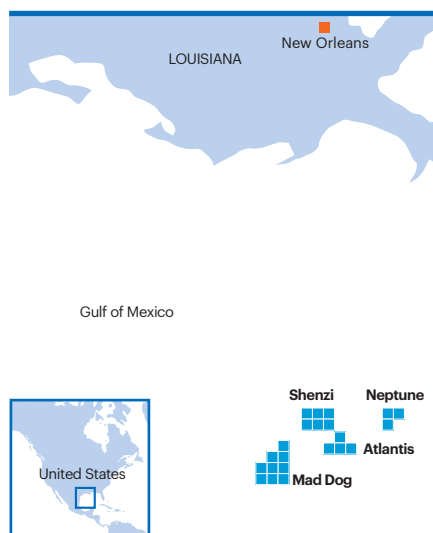 New Orleans
LOUISIANA
Gulf of Mexico
Shenzi
Neptune
Atlantis
United States
Mad Dog